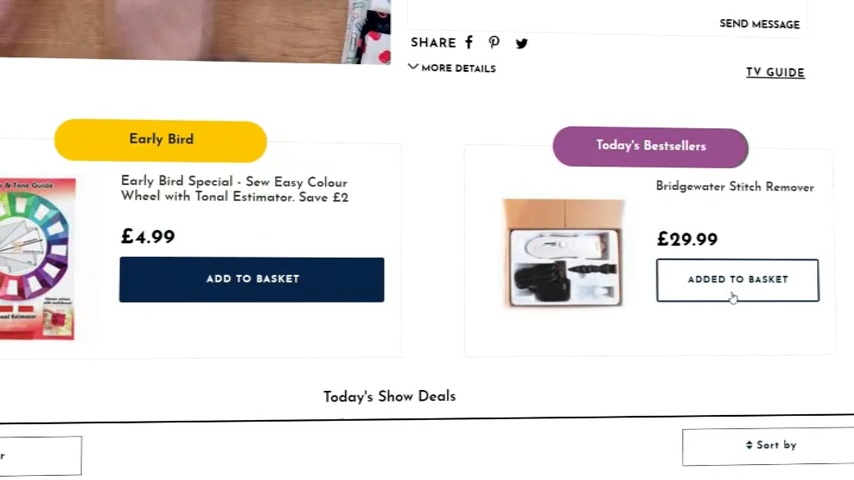 SEND MESSAGE
SHARE
MORE DETAILS
TV GUIDE
Early Bird
Today's Bestsellers
& Tone Guide
Early Bird Special - Sew Easy Colour
Wheel with Tonal Estimator. Save £2
£4.99
ADD TO BASKET
Bridgewater Stitch Remover
£29.99
ADDED TO BASKET
Today's Show Deals
Sort by